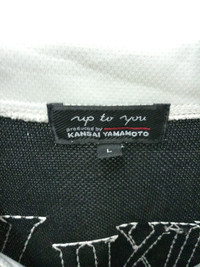 up to you
produced by
KANSAI YAMAMOTO
L